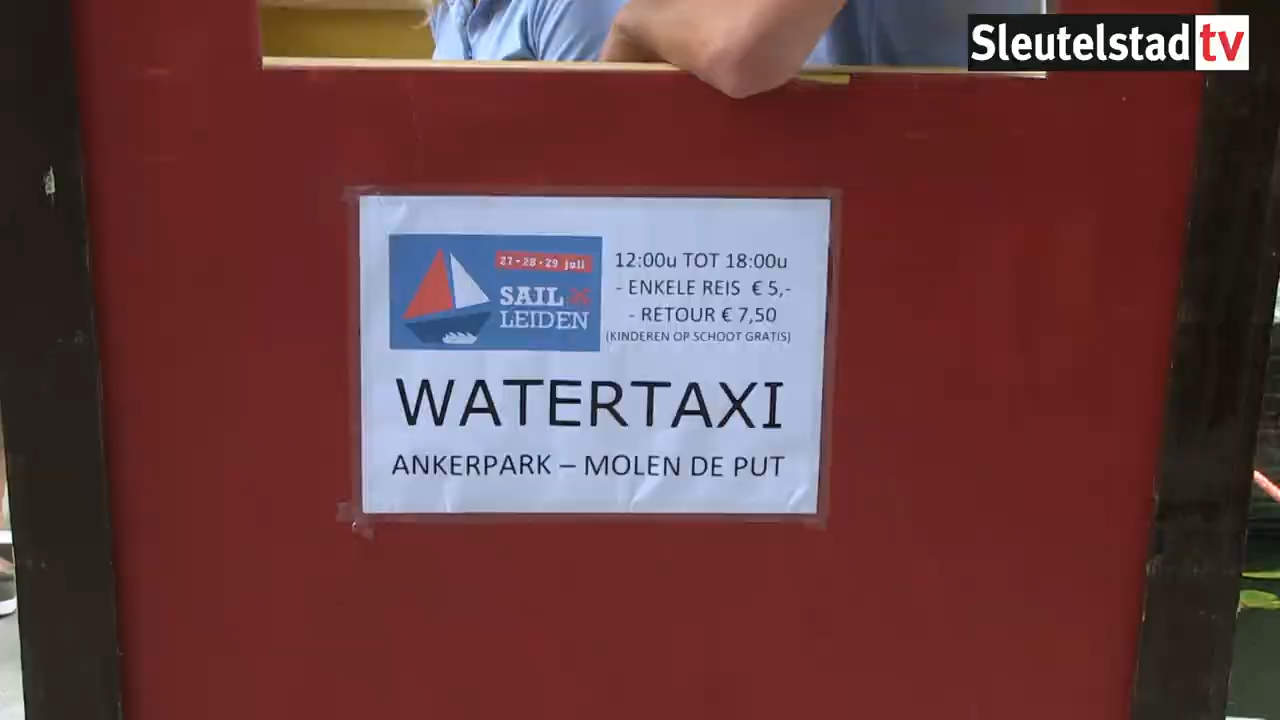 Sleutelstad tv
27-28-29 juli
SAIL
LEIDEN
12:00u TOT 18:00u
- ENKELE REIS € 5,-
- RETOUR € 7,50
(KINDEREN OP SCHOOT GRATIS)
WATERTAXI
ANKERPARK – MOLEN DE PUT